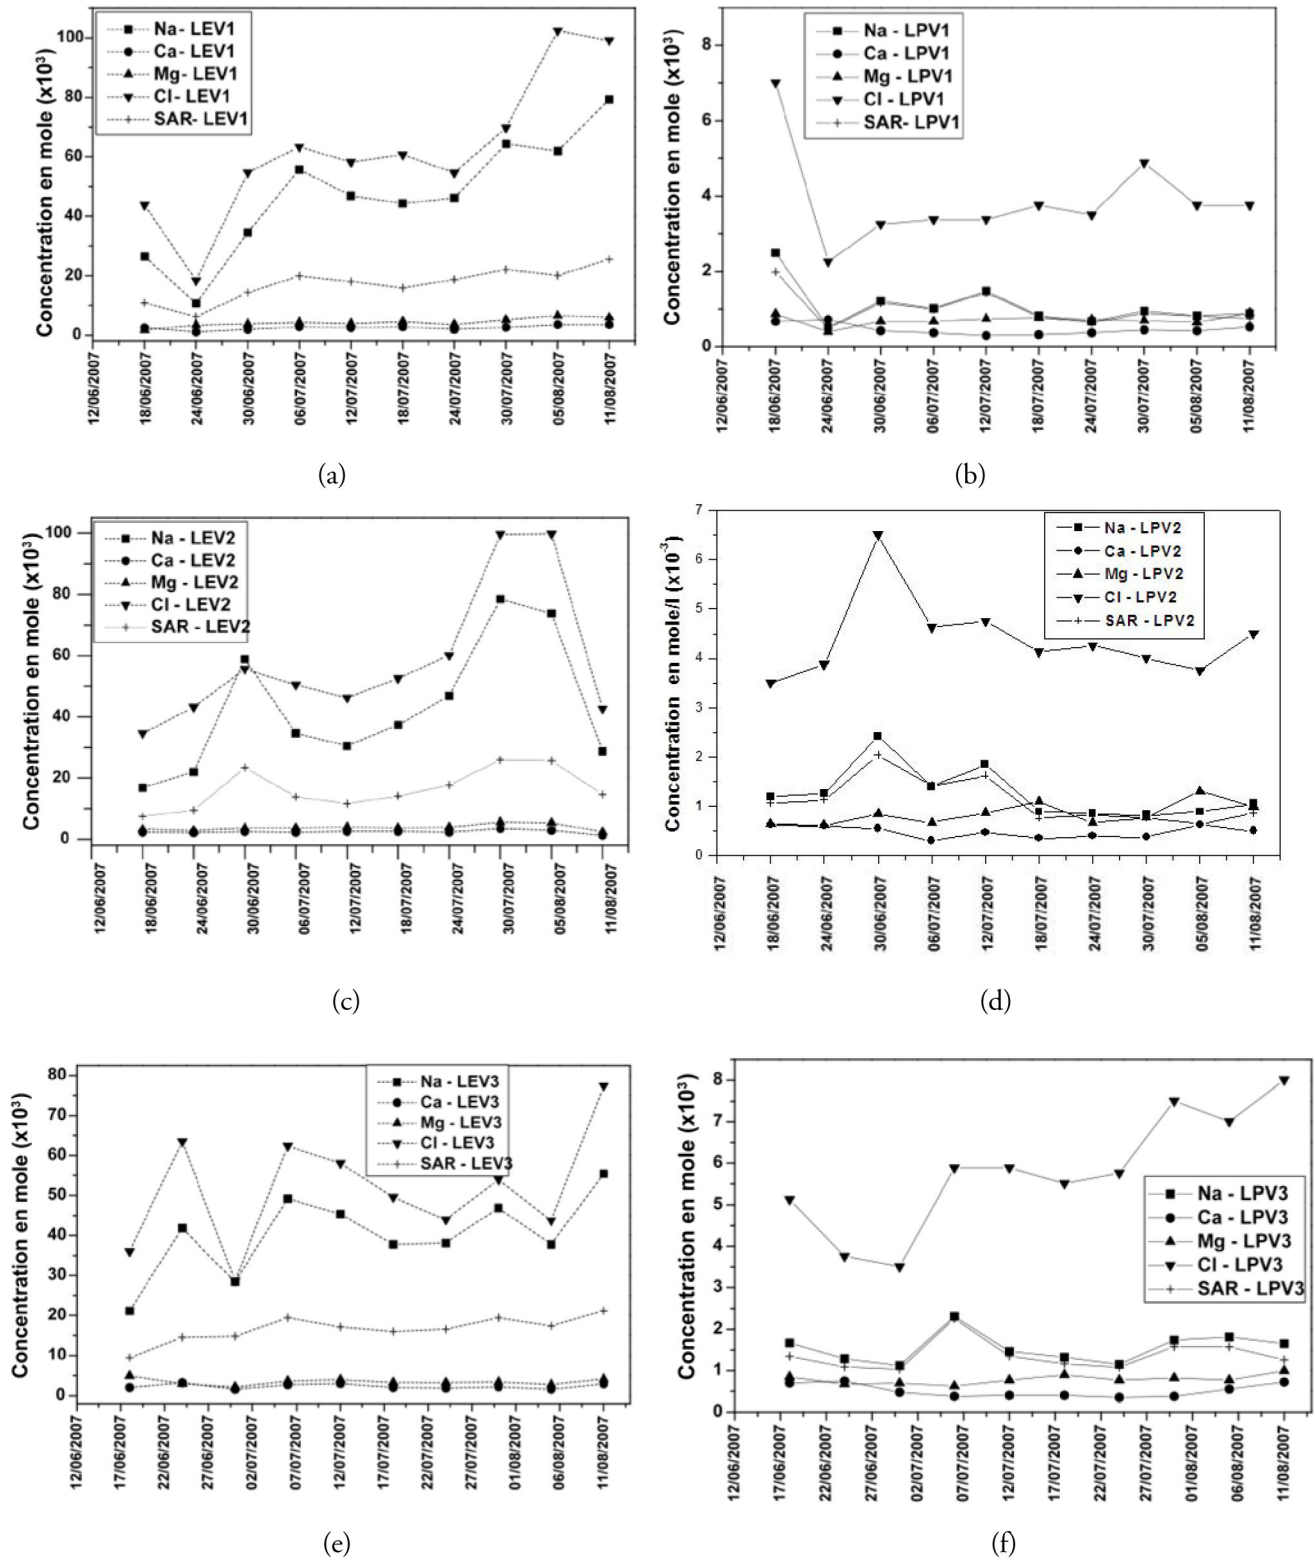 Concentration en mole (x10³)
100
80
60
40
20
0
Na - LEV1
Ca - LEV1
Mg - LEV1
Cl - LEV1
SAR- LEV1
12/06/2007
18/06/2007
24/06/2007
30/06/2007
06/07/2007
12/07/2007
18/07/2007
24/07/2007
30/07/2007
05/08/2007
11/08/2007
(a)
Concentration en mole (x10³)
8
6
4
2
0
Na - LPV1
Ca - LPV1
Mg - LPV1
Cl - LPV1
SAR- LPV1
12/06/2007
18/06/2007
24/06/2007
30/06/2007
06/07/2007
12/07/2007
18/07/2007
24/07/2007
30/07/2007
05/08/2007
11/08/2007
(b)
Concentration en mole (x10³)
100
80
60
40
20
0
Na - LEV2
Ca - LEV2
Mg - LEV2
Cl - LEV2
SAR - LEV2
12/06/2007
18/06/2007
24/06/2007
30/06/2007
06/07/2007
12/07/2007
18/07/2007
24/07/2007
30/07/2007
05/08/2007
11/08/2007
(c)
Concentration en mole/l (x10⁻³)
7
6
5
4
3
2
1
0
Na - LPV2
Ca - LPV2
Mg - LPV2
Cl - LPV2
SAR - LPV2
12/06/2007
18/06/2007
24/06/2007
30/06/2007
06/07/2007
12/07/2007
18/07/2007
24/07/2007
30/07/2007
05/08/2007
11/08/2007
(d)
Concentration en mole (x10³)
80
70
60
50
40
30
20
10
0
Na - LEV3
Ca - LEV3
Mg - LEV3
Cl - LEV3
SAR - LEV3
12/06/2007
17/06/2007
22/06/2007
27/06/2007
02/07/2007
07/07/2007
12/07/2007
17/07/2007
22/07/2007
27/07/2007
01/08/2007
06/08/2007
11/08/2007
(e)
Concentration en mole (x10³)
8
7
6
5
4
3
2
1
0
Na - LPV3
Ca - LPV3
Mg - LPV3
Cl - LPV3
SAR - LPV3
12/06/2007
17/06/2007
22/06/2007
27/06/2007
02/07/2007
07/07/2007
12/07/2007
17/07/2007
22/07/2007
27/07/2007
01/08/2007
06/08/2007
11/08/2007
(f)